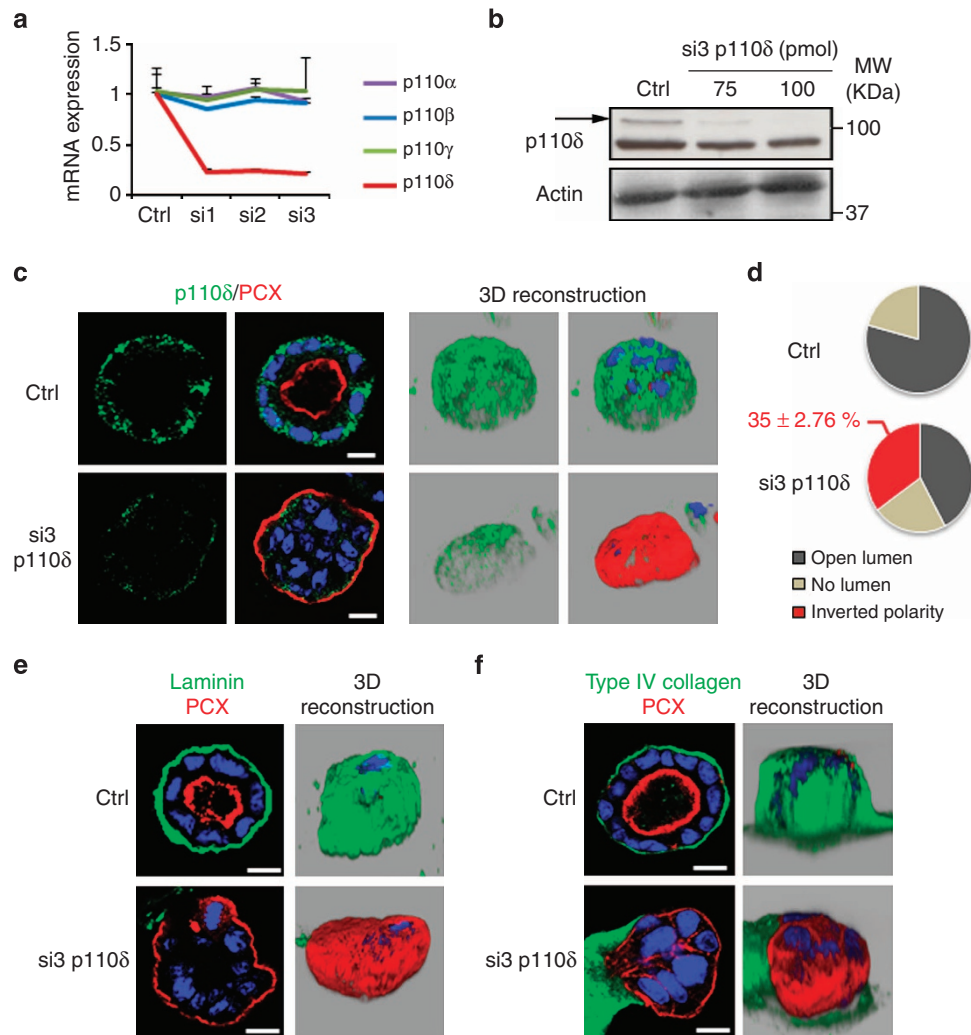 a
1.5
1
0.5
0
mRNA expression
Ctrl si1 si2 si3
p110α
p110β
p110γ
p110δ
b
si3 p110δ (pmol)
Ctrl 75 100
MW
(KDa)
p110δ
100
Actin
37
c
p110δ/PCX
3D reconstruction
Ctrl
si3
p110δ
d
Ctrl
35 ± 2.76 %
si3 p110δ
Open lumen
No lumen
Inverted polarity
e
Laminin
PCX
3D
reconstruction
Ctrl
si3 p110δ
f
Type IV collagen
PCX
3D
reconstruction
Ctrl
si3 p110δ